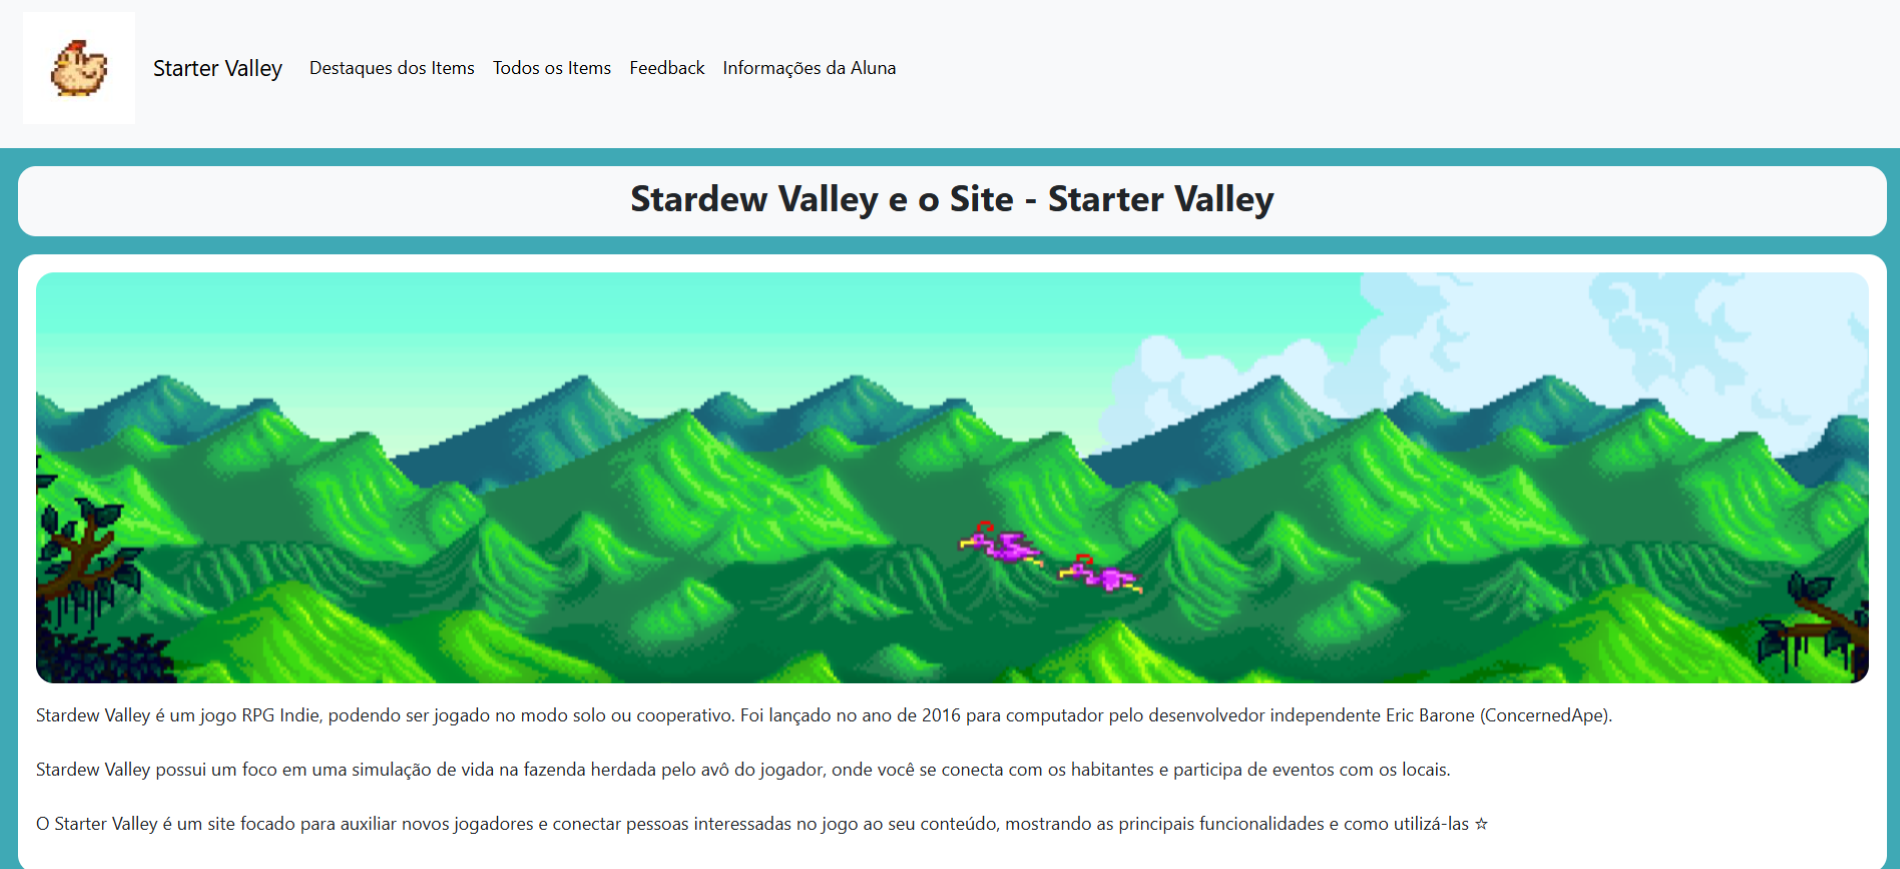 Starter Valley Destaques dos Items Todos os Items Feedback Informações da Aluna
Stardew Valley e o Site - Starter Valley
Stardew Valley é um jogo RPG Indie, podendo ser jogado no modo solo ou cooperativo. Foi lançado no ano de 2016 para computador pelo desenvolvedor independente Eric Barone (ConcernedApe).
Stardew Valley possui um foco em uma simulação de vida na fazenda herdada pelo avô do jogador, onde você se conecta com os habitantes e participa de eventos com os locais.
O Starter Valley é um site focado para auxiliar novos jogadores e conectar pessoas interessadas no jogo ao seu conteúdo, mostrando as principais funcionalidades e como utilizá-las ☆